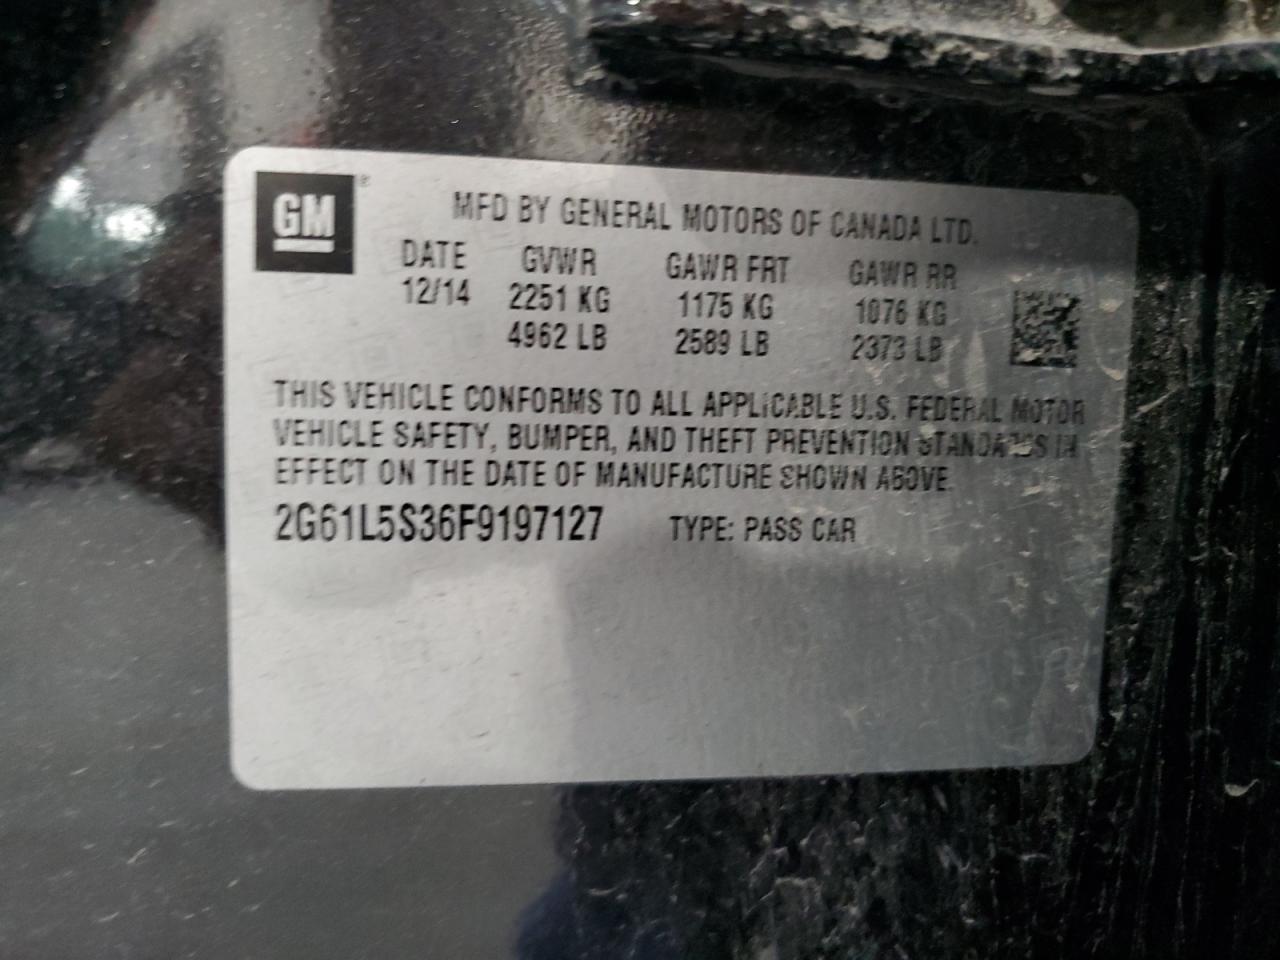 GM ®
MFD BY GENERAL MOTORS OF CANADA LTD.
DATE GVWR GAWR FRT GAWR RR
12/14 2251 KG 1175 KG 1076 KG
4962 LB 2589 LB 2373 LB
THIS VEHICLE CONFORMS TO ALL APPLICABLE U.S. FEDERAL MOTOR
VEHICLE SAFETY, BUMPER, AND THEFT PREVENTION STANDARDS IN
EFFECT ON THE DATE OF MANUFACTURE SHOWN ABOVE.
2G61L5S36F9197127 TYPE: PASS CAR